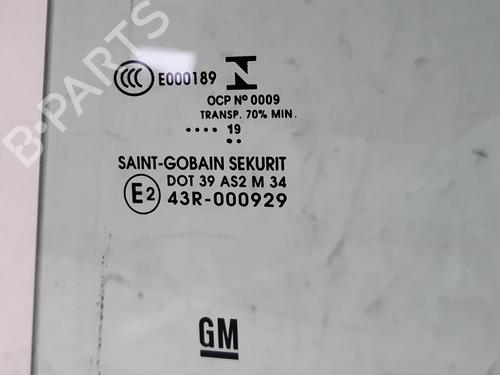 B-PARTS
CCC E000189 N
OCP Nº 0009
TRANSP. 70% MIN.
.... 19
..
SAINT-GOBAIN SEKURIT
E2 DOT 39 AS2 M 34
43R-000929
GM